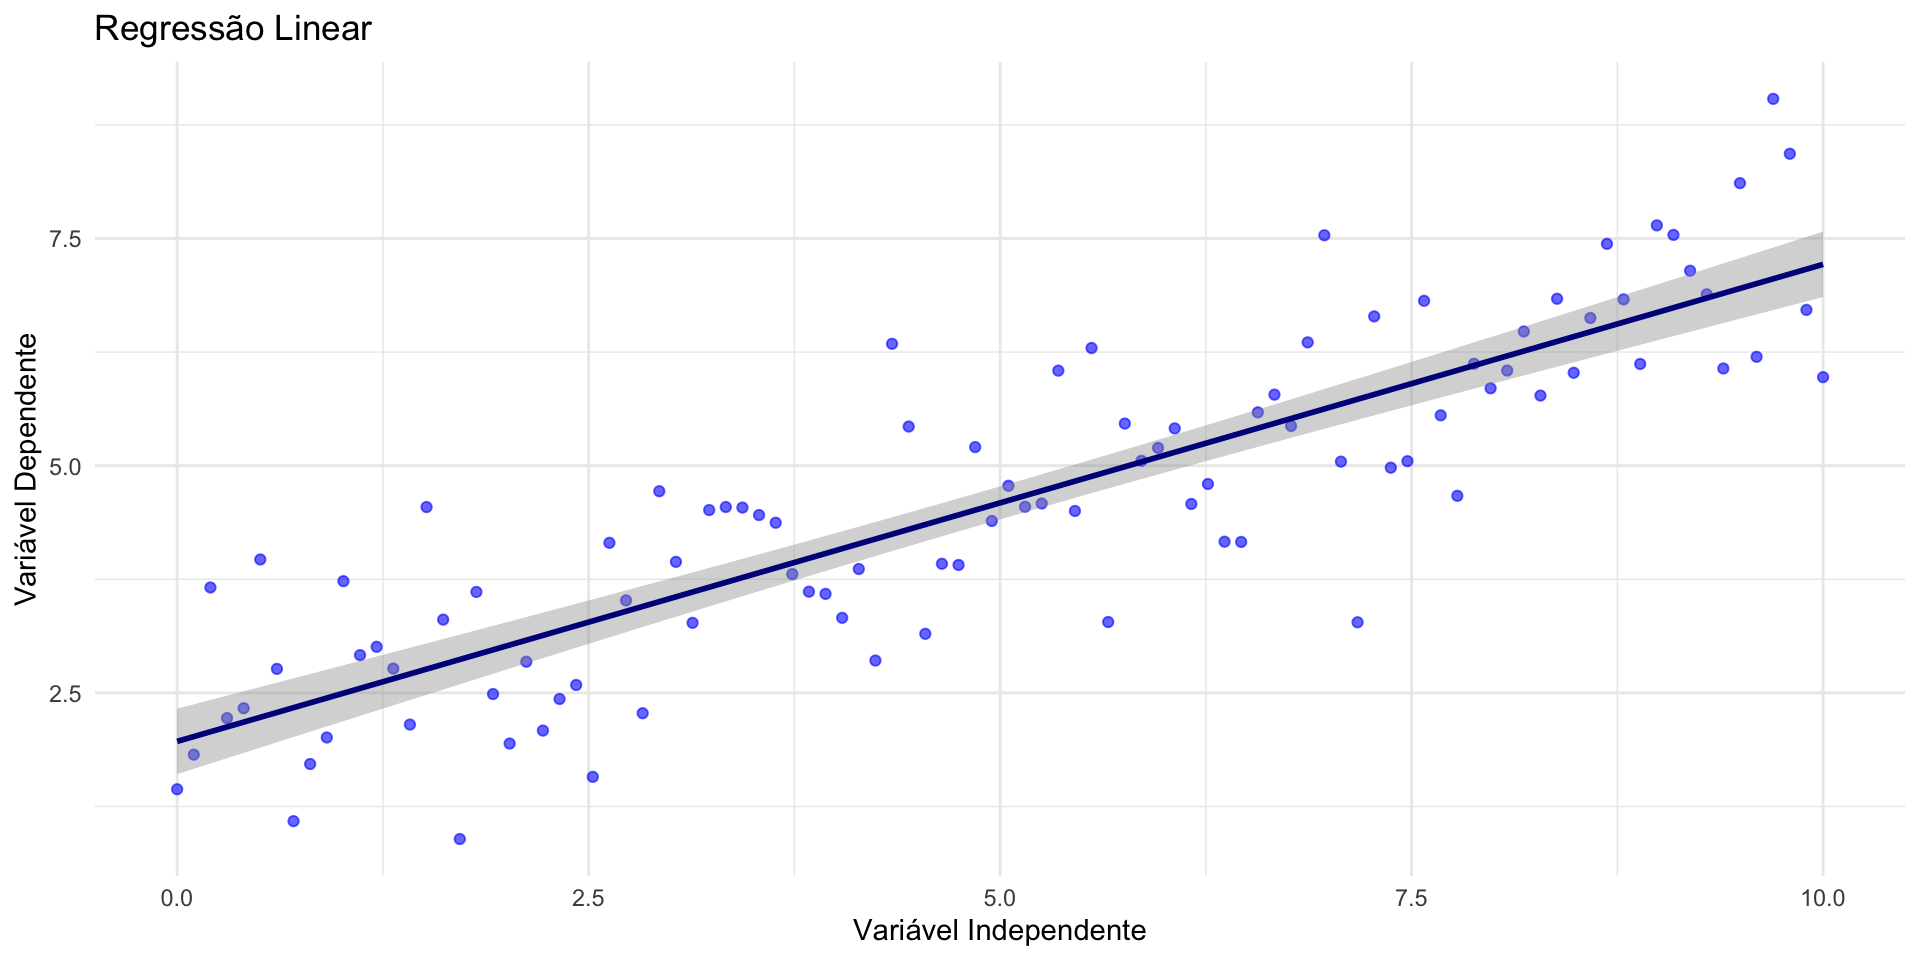 Regressão Linear
Variável Dependente
7.5
5.0
2.5
0.0 2.5 5.0 7.5 10.0
Variável Independente